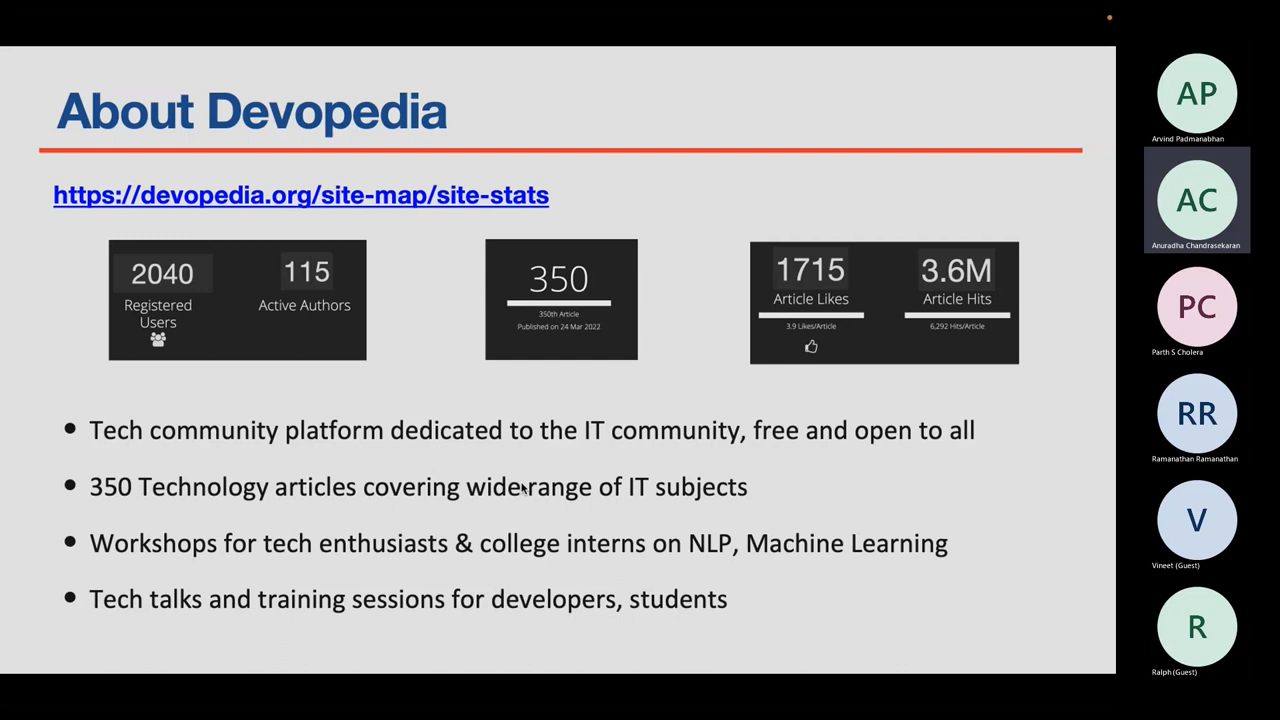 About Devopedia
https://devopedia.org/site-map/site-stats
2040
Registered
Users
115
Active Authors
350
350th Article
Published on 24 Mar 2022
1715
Article Likes
3.9 Likes/Article
3.6M
Article Hits
6,292 Hits/Article
• Tech community platform dedicated to the IT community, free and open to all
• 350 Technology articles covering wide range of IT subjects
• Workshops for tech enthusiasts & college interns on NLP, Machine Learning
• Tech talks and training sessions for developers, students
AP
Arvind Padmanabhan
AC
Anuradha Chandrasekaran
PC
Parth S Cholera
RR
Ramanathan Ramanathan
V
Vineet (Guest)
R
Ralph (Guest)